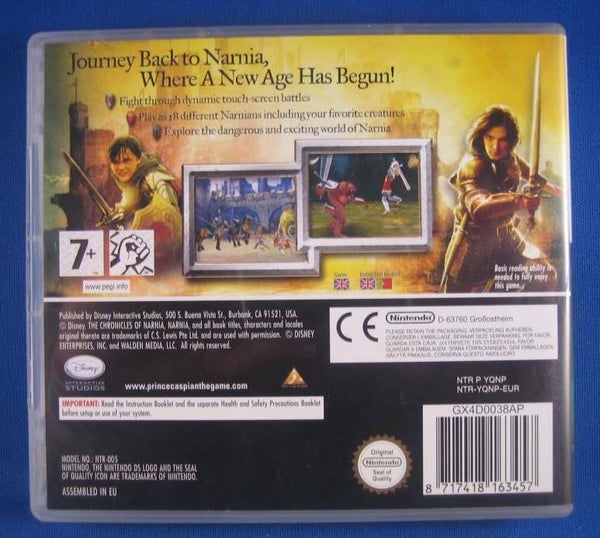 Journey Back to Narnia,
Where A New Age Has Begun!
Fight through dynamic touch-screen battles
Play as 18 different Narnians including your favorite creatures
Explore the dangerous and exciting world of Narnia
7+
www.pegi.info
Game
Instruction Booklet
Basic reading ability is
needed to fully enjoy
this game.
Published by Disney Interactive Studios, 500 S. Buena Vista St., Burbank, CA 91521, USA.
© Disney. THE CHRONICLES OF NARNIA, NARNIA, and all book titles, characters and locales
original thereto are trademarks of C.S. Lewis Pte Ltd. and are used with permission. © DISNEY
ENTERPRISES, INC. and WALDEN MEDIA, LLC. All rights reserved.
CE
Nintendo D-63760 Großostheim
PLEASE RETAIN THE PACKAGING. VERPACKUNG AUFHEBEN.
Disney
INTERACTIVE
STUDIOS
www.princecaspianthegame.com
NTR P YQNP
NTR-YQNP-EUR
IMPORTANT: Read the Instruction Booklet and the separate Health and Safety Precautions Booklet
before setup or use of your system.
GX4D0038AP
MODEL NO.: NTR-005
NINTENDO, THE NINTENDO DS LOGO AND THE SEAL
OF QUALITY ICON ARE TRADEMARKS OF NINTENDO.
ASSEMBLED IN EU
Original
Nintendo
Seal of
Quality
8 717418 163457